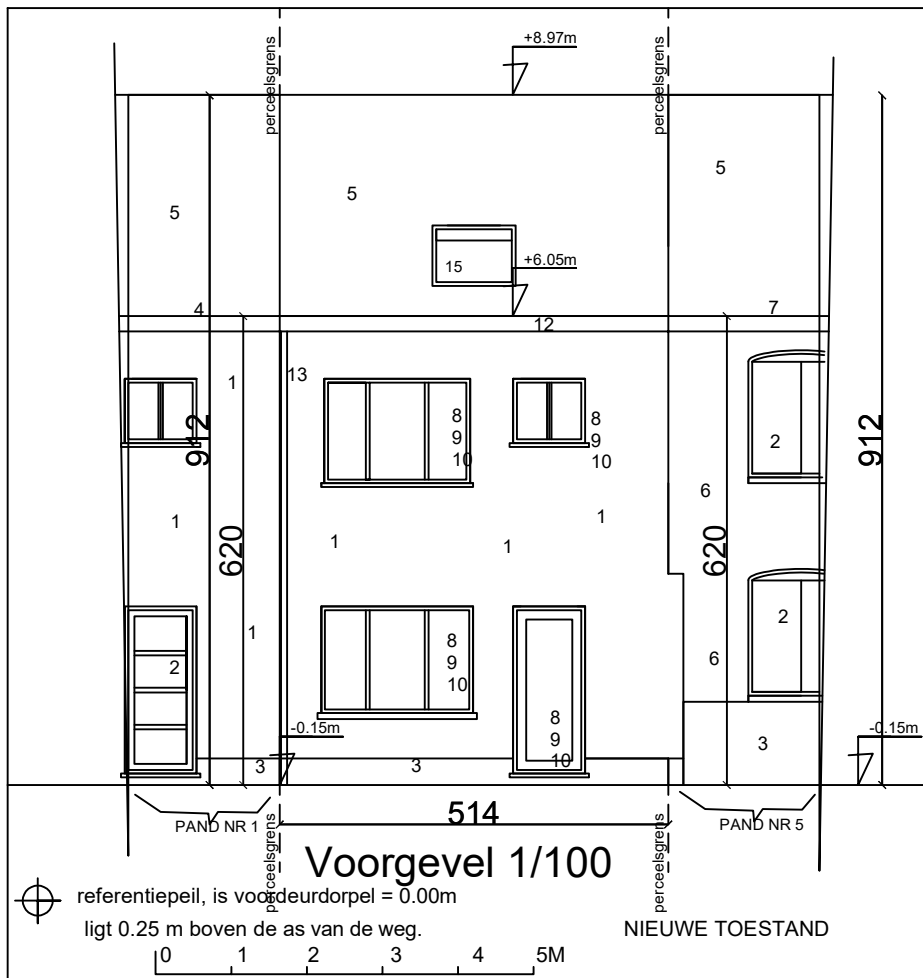 +8.97m
perceelsgrens
perceelsgrens
5
5
5
15
+6.05m
4
7
12
1
13
8
9
10
8
9
10
2
912
912
1
6
1
1
1
620
620
1
8
9
10
2
2
6
8
9
10
-0.15m
-0.15m
3
3
3
514
PAND NR 1
PAND NR 5
Voorgevel 1/100
perceelsgrens
perceelsgrens
referentiepeil, is voordeurdorpel = 0.00m
ligt 0.25 m boven de as van de weg.
NIEUWE TOESTAND
0 1 2 3 4 5M